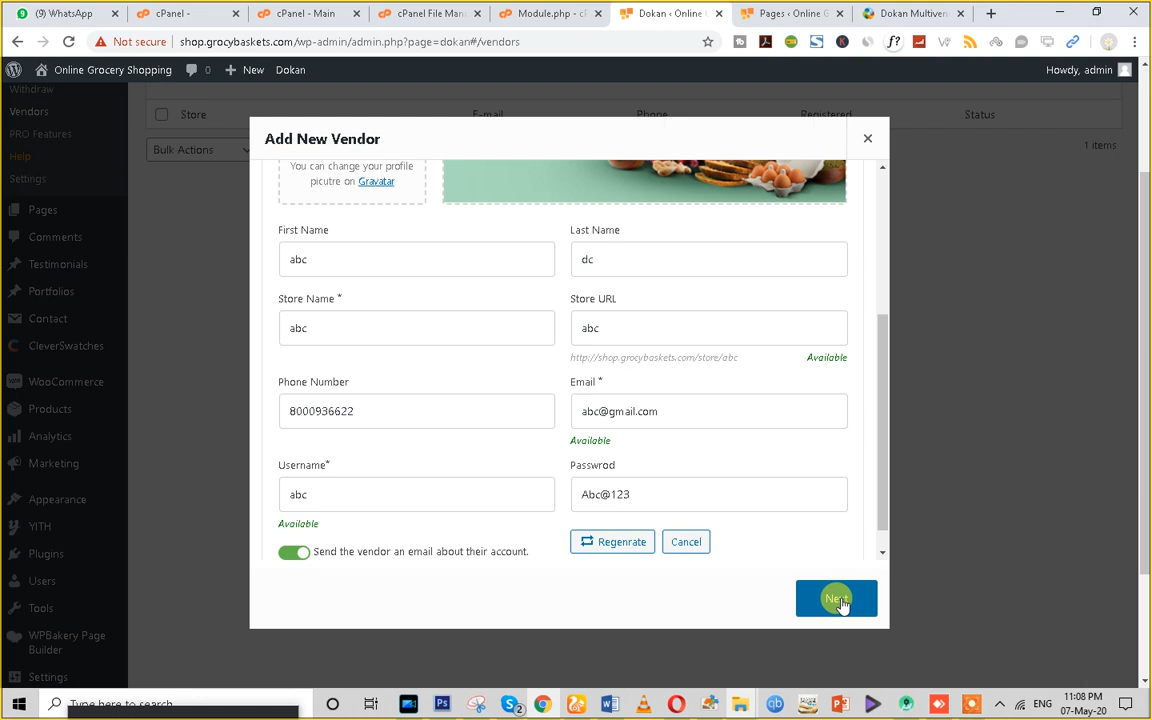 WhatsApp
cPanel -
cPanel - Main
cPanel File Man
Module.php - cP
Dokan ‹ Online G
Pages ‹ Online G
Dokan Multivend
Not secure
shop.grocybaskets.com/wp-admin/admin.php?page=dokan#/vendors
Online Grocery Shopping
0
New
Dokan
Howdy, admin
Withdraw
Vendors
PRO Features
Help
Settings
Pages
Comments
Testimonials
Portfolios
Contact
CleverSwatches
WooCommerce
Products
Analytics
Marketing
Appearance
YITH
Plugins
Users
Tools
WPBakery Page
Builder
Settings
Store
E-mail
Phone
Registered
Status
Bulk Actions
1 items
Add New Vendor
You can change your profile
picutre on Gravatar
First Name
Last Name
abc
dc
Store Name *
Store URL
abc
abc
http://shop.grocybaskets.com/store/abc
Available
Phone Number
Email *
8000936622
abc@gmail.com
Available
Username*
Passwrod
abc
Abc@123
Available
Regenrate
Cancel
Send the vendor an email about their account.
Next
Type here to search
ENG
11:08 PM
07-May-20